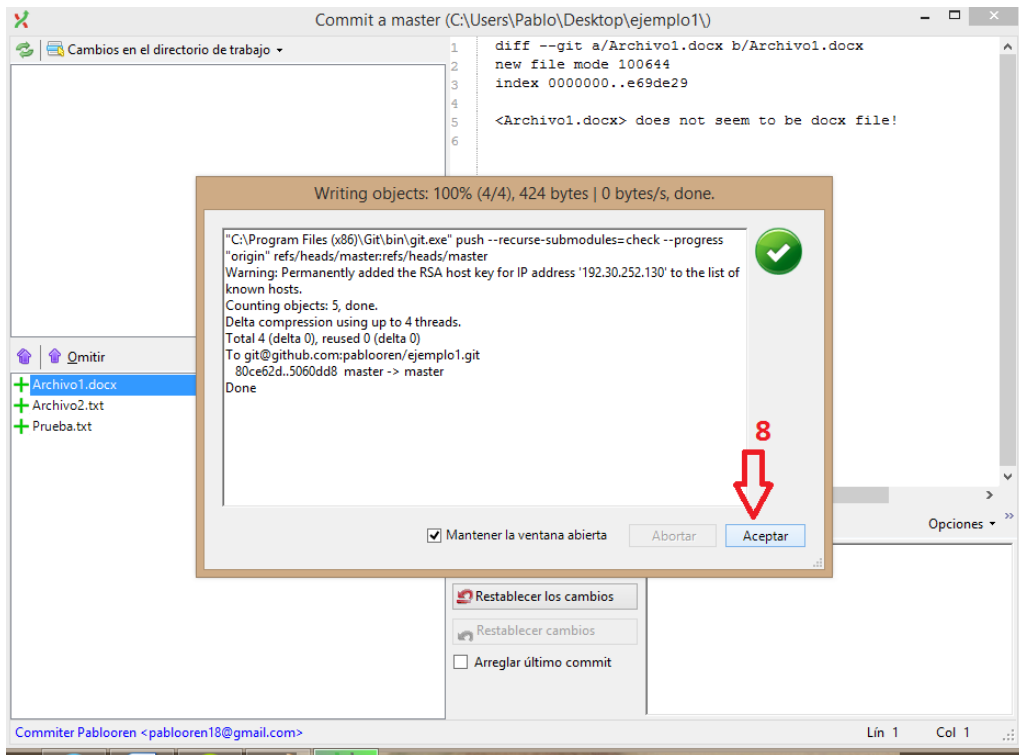 Commit a master (C:\Users\Pablo\Desktop\ejemplo1\)
Cambios en el directorio de trabajo
1 diff --git a/Archivo1.docx b/Archivo1.docx
2 new file mode 100644
3 index 0000000..e69de29
4
5 <Archivo1.docx> does not seem to be docx file!
6
Writing objects: 100% (4/4), 424 bytes | 0 bytes/s, done.
"C:\Program Files (x86)\Git\bin\git.exe" push --recurse-submodules=check --progress
"origin" refs/heads/master:refs/heads/master
Warning: Permanently added the RSA host key for IP address '192.30.252.130' to the list of
known hosts.
Counting objects: 5, done.
Delta compression using up to 4 threads.
Total 4 (delta 0), reused 0 (delta 0)
To git@github.com:pablooren/ejemplo1.git
80ce62d..5060dd8 master -> master
Done
8
Mantener la ventana abierta
Abortar
Aceptar
Omitir
Archivo1.docx
Archivo2.txt
Prueba.txt
Opciones
Restablecer los cambios
Restablecer cambios
Arreglar último commit
Commiter Pablooren <pablooren18@gmail.com>
Lín 1
Col 1